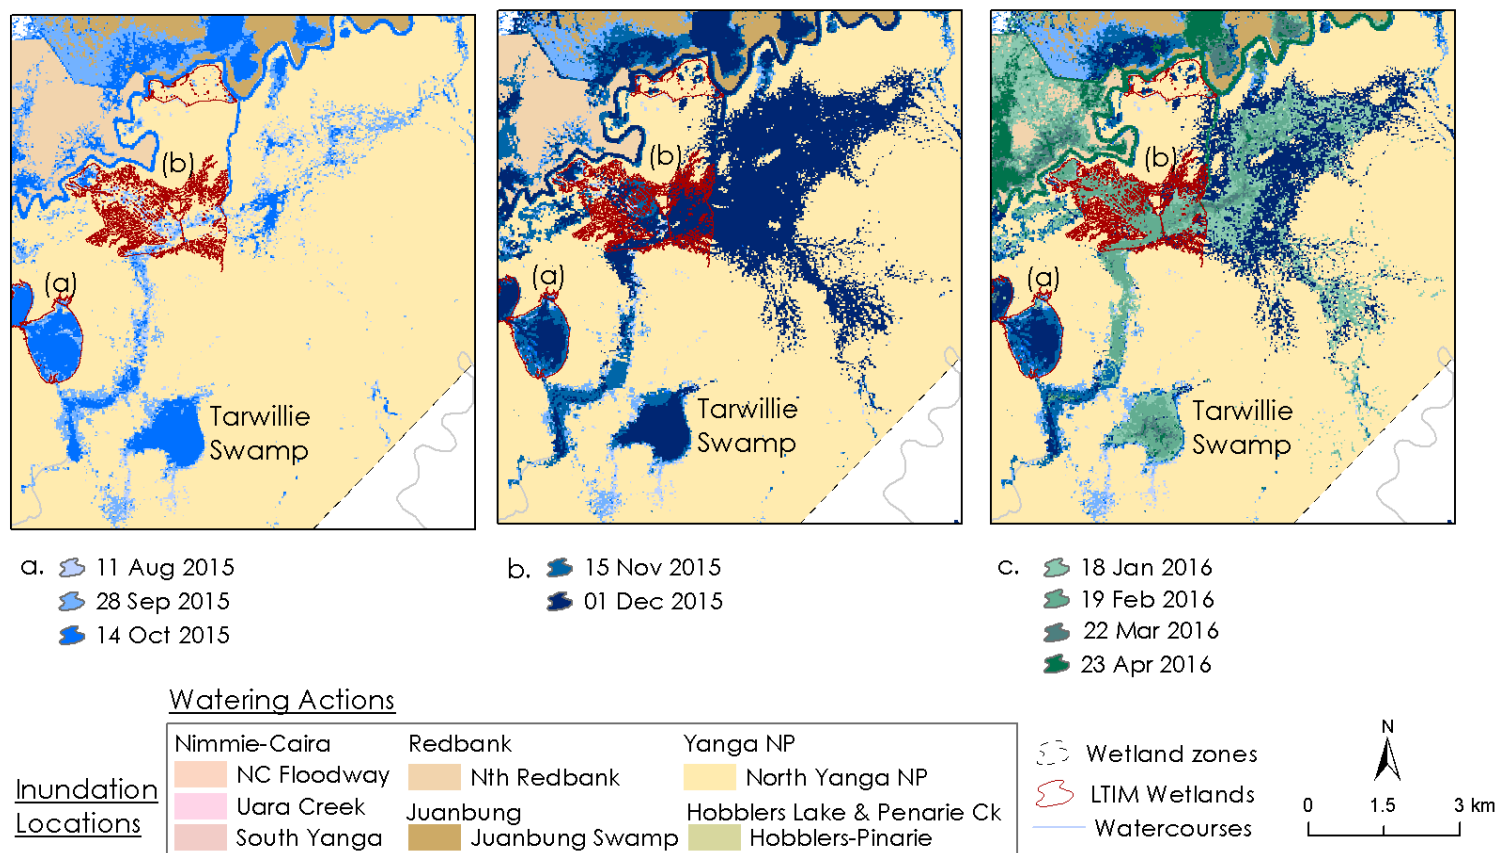 (b)
(a)
Tarwillie
Swamp
(b)
(a)
Tarwillie
Swamp
(b)
(a)
Tarwillie
Swamp
a.
11 Aug 2015
28 Sep 2015
14 Oct 2015
b.
15 Nov 2015
01 Dec 2015
c.
18 Jan 2016
19 Feb 2016
22 Mar 2016
23 Apr 2016
Watering Actions
Inundation
Locations
Nimmie-Caira
NC Floodway
Uara Creek
South Yanga
Redbank
Nth Redbank
Juanbung
Juanbung Swamp
Yanga NP
North Yanga NP
Hobblers Lake & Penarie Ck
Hobblers-Pinarie
Wetland zones
LTIM Wetlands
Watercourses
N
0 1.5 3 km